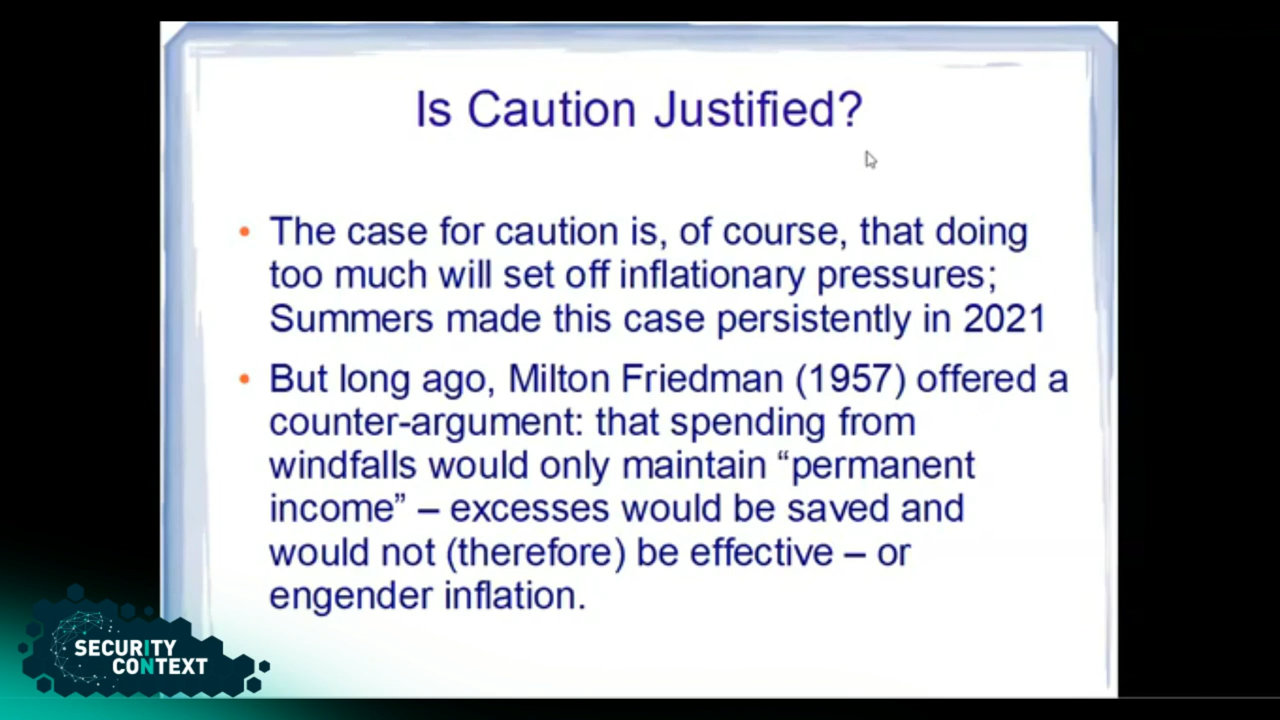 Is Caution Justified?
• The case for caution is, of course, that doing
too much will set off inflationary pressures;
Summers made this case persistently in 2021
• But long ago, Milton Friedman (1957) offered a
counter-argument: that spending from
windfalls would only maintain “permanent
income” – excesses would be saved and
would not (therefore) be effective – or
engender inflation.
SECURITY
CONTEXT